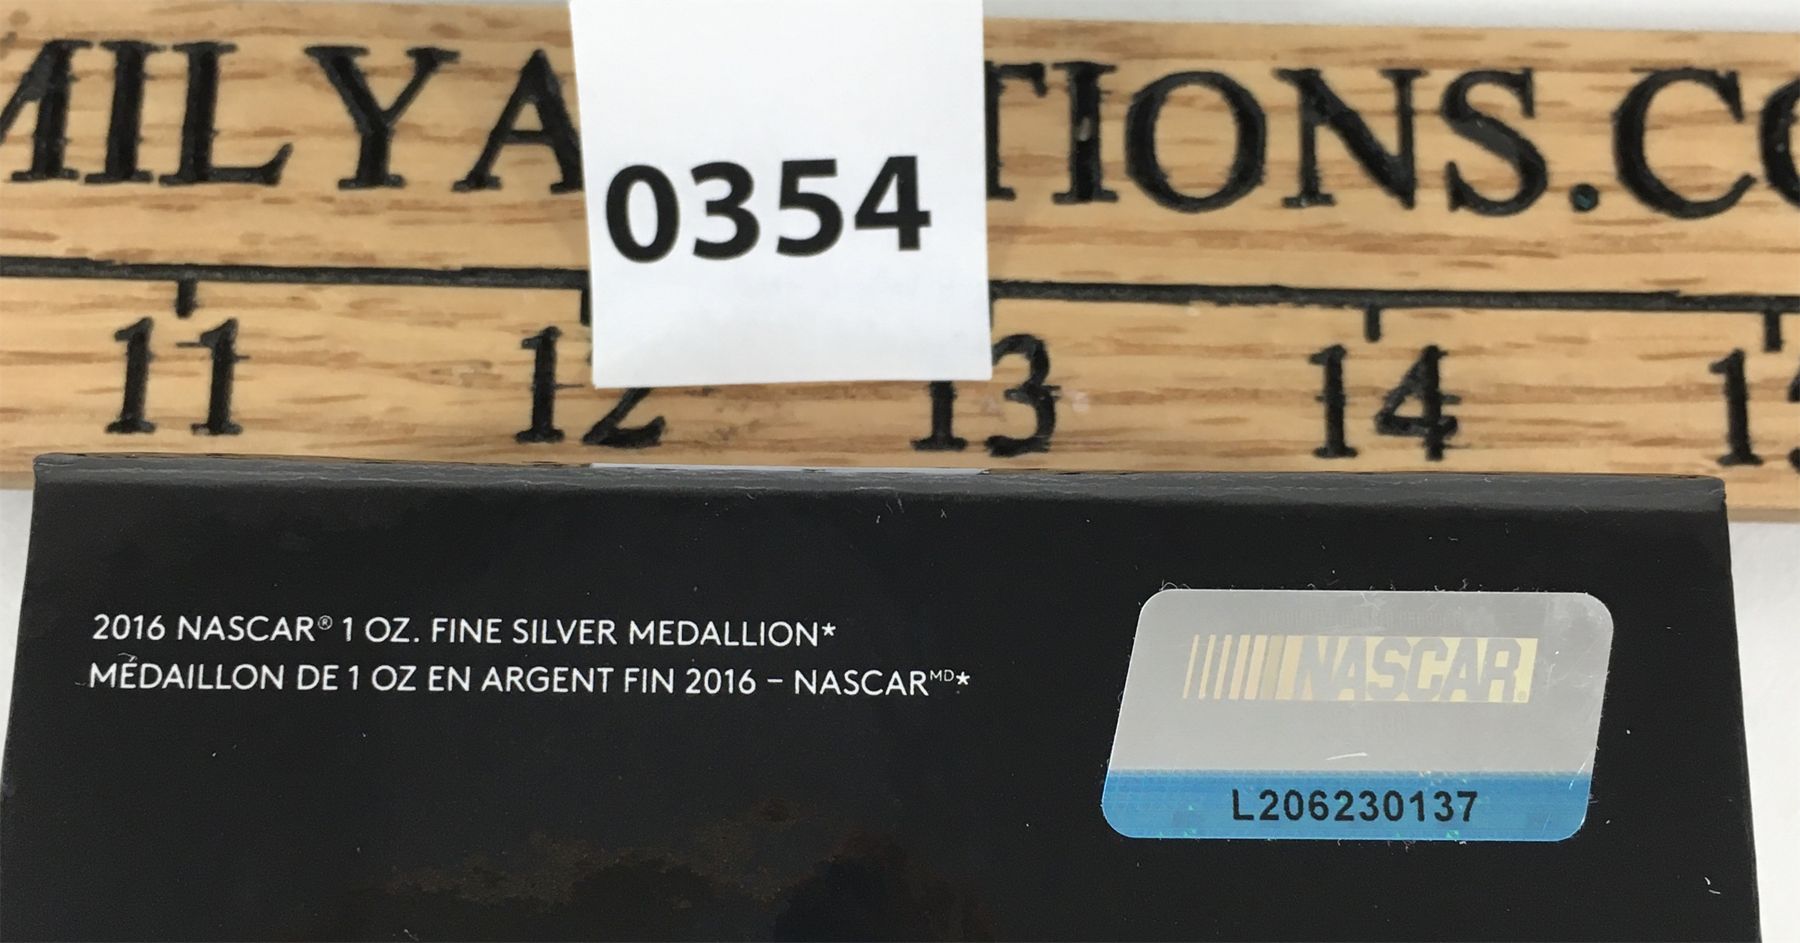 MILYA
TIONS.CO
0354
11 12 13 14 15
2016 NASCAR® 1 OZ. FINE SILVER MEDALLION*
MÉDAILLON DE 1 OZ EN ARGENT FIN 2016 – NASCARᴹᴰ*
NASCAR
L206230137